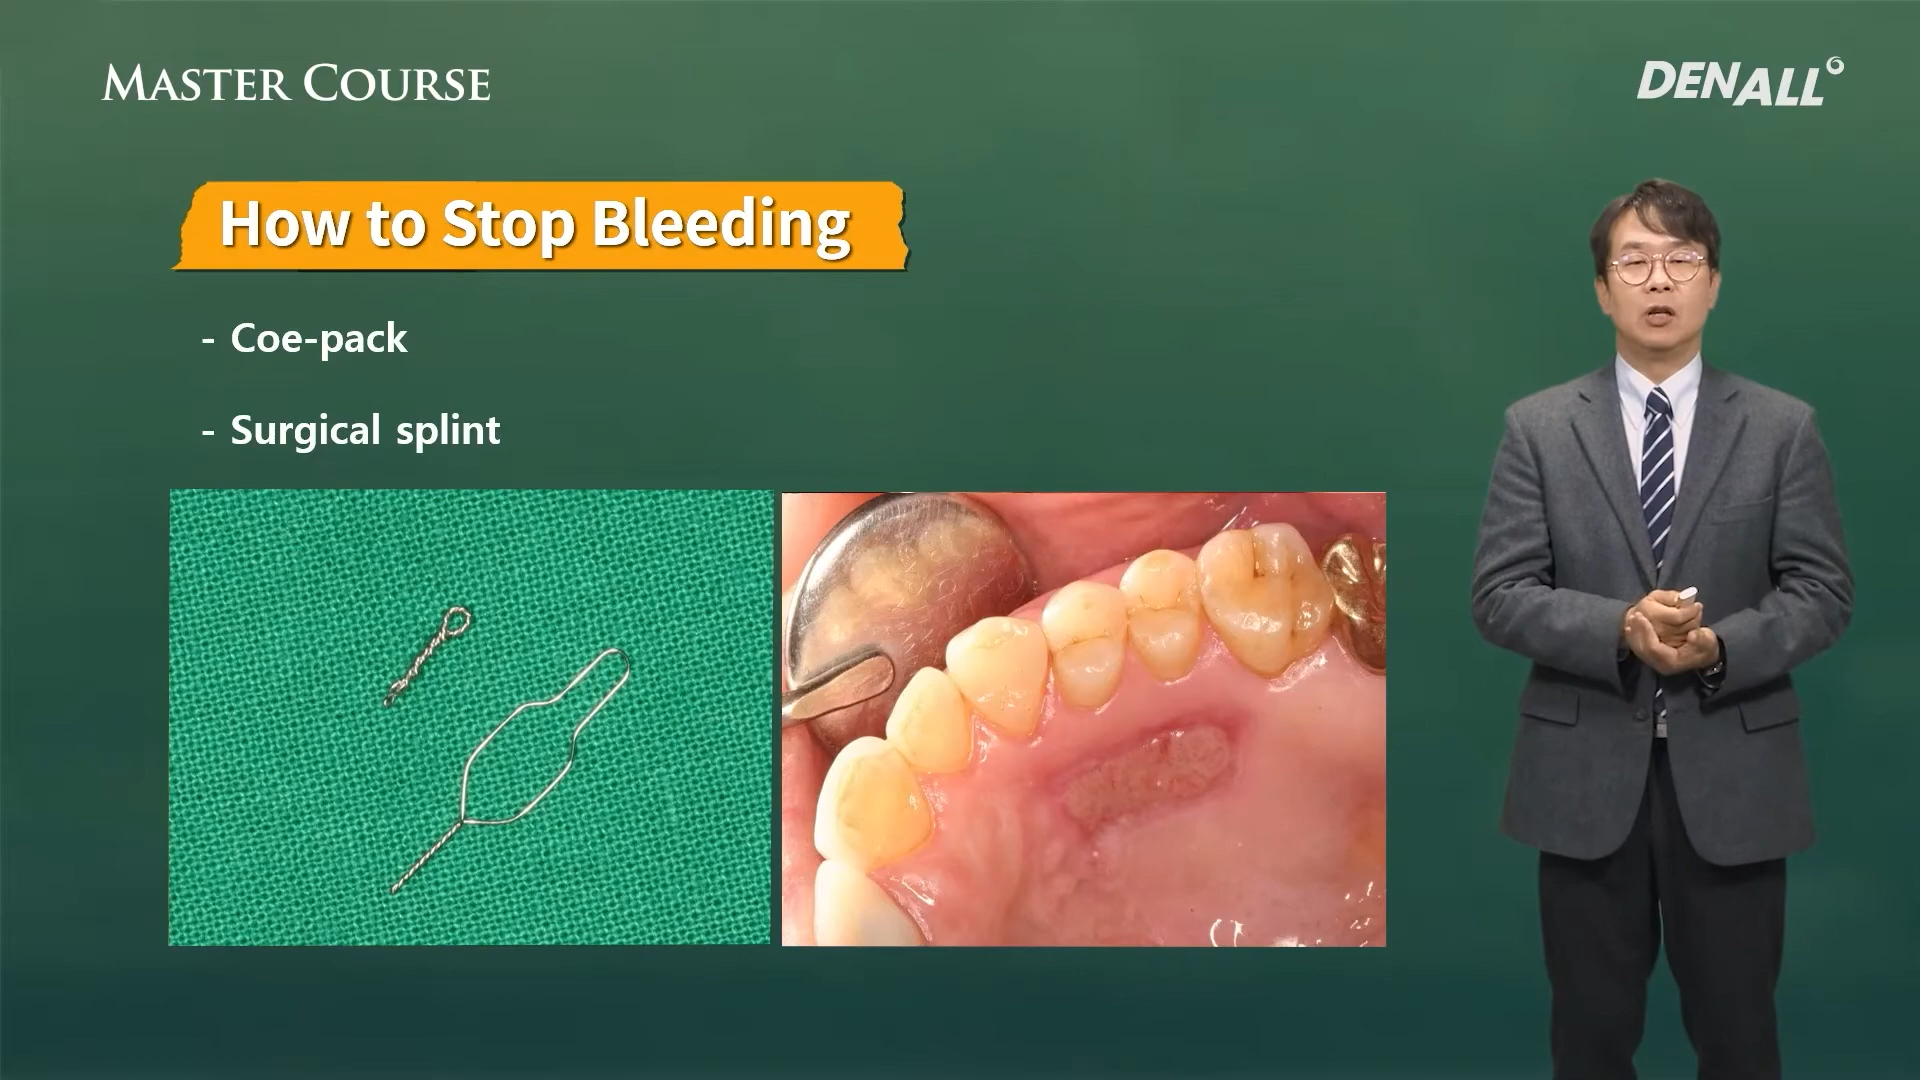 MASTER COURSE
DENALL
How to Stop Bleeding
- Coe-pack
- Surgical splint